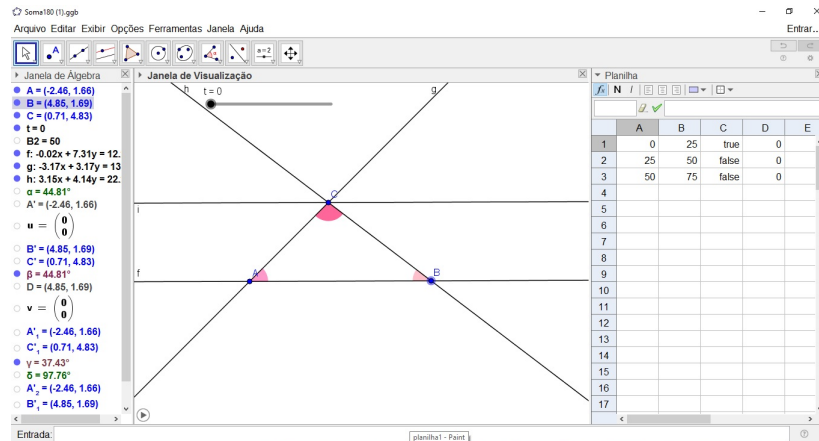 Soma180 (1).ggb
Arquivo Editar Exibir Opções Ferramentas Janela Ajuda
Entrar...
A
a=2
Janela de Álgebra
Janela de Visualização
Planilha
A = (-2.46, 1.66)
B = (4.85, 1.69)
C = (0.71, 4.83)
t = 0
B2 = 50
f: -0.02x + 7.31y = 12.
g: -3.17x + 3.17y = 13
h: 3.15x + 4.14y = 22.
α = 44.81°
A' = (-2.46, 1.66)
u = (0 0)
B' = (4.85, 1.69)
C' = (0.71, 4.83)
β = 44.81°
D = (4.85, 1.69)
v = (0 0)
A'₁ = (-2.46, 1.66)
C'₁ = (0.71, 4.83)
γ = 37.43°
δ = 97.76°
A'₂ = (-2.46, 1.66)
B'₁ = (4.85, 1.69)
h
t = 0
g
C
i
f
A
B
fx N I
A B C D E
1 0 25 true 0
2 25 50 false 0
3 50 75 false 0
4
5
6
7
8
9
10
11
12
13
14
15
16
17
Entrada:
planilha1 - Paint